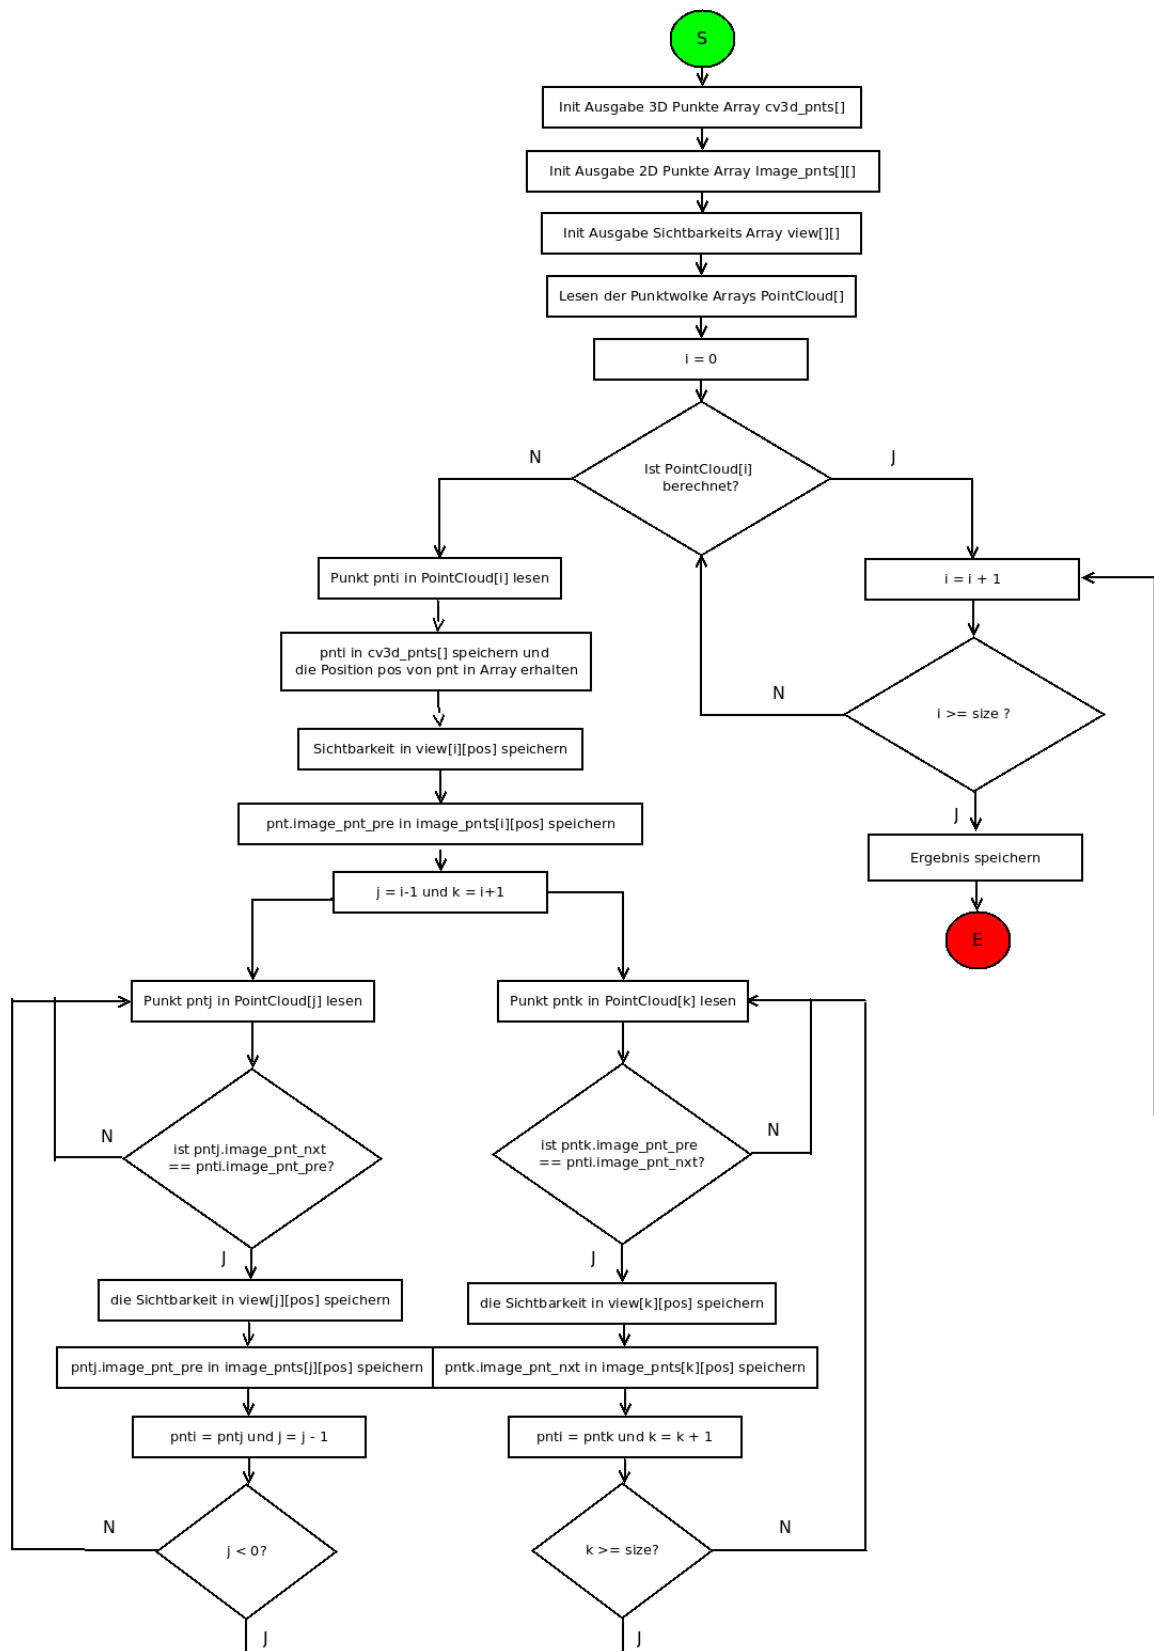 S
Init Ausgabe 3D Punkte Array cv3d_pnts[]
Init Ausgabe 2D Punkte Array Image_pnts[][]
Init Ausgabe Sichtbarkeits Array view[][]
Lesen der Punktwolke Arrays PointCloud[]
i = 0
Ist PointCloud[i]
berechnet?
N
J
Punkt pnti in PointCloud[i] lesen
i = i + 1
pnti in cv3d_pnts[] speichern und
die Position pos von pnt in Array erhalten
N
i >= size ?
Sichtbarkeit in view[i][pos] speichern
pnt.image_pnt_pre in image_pnts[i][pos] speichern
J
Ergebnis speichern
j = i-1 und k = i+1
E
Punkt pntj in PointCloud[j] lesen
Punkt pntk in PointCloud[k] lesen
N
ist pntj.image_pnt_nxt
== pnti.image_pnt_pre?
ist pntk.image_pnt_pre
== pnti.image_pnt_nxt?
N
J
J
die Sichtbarkeit in view[j][pos] speichern
die Sichtbarkeit in view[k][pos] speichern
pntj.image_pnt_pre in image_pnts[j][pos] speichern
pntk.image_pnt_nxt in image_pnts[k][pos] speichern
pnti = pntj und j = j - 1
pnti = pntk und k = k + 1
N
j < 0?
k >= size?
N
J
J